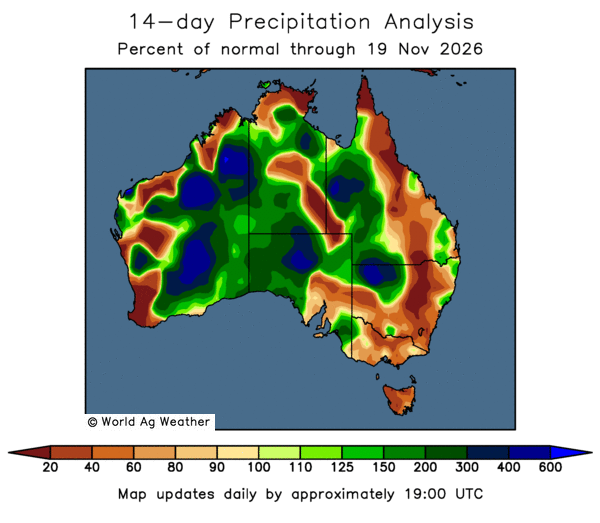 14-day Precipitation Analysis
Percent of normal through 19 Nov 2026
© World Ag Weather
20 40 60 80 90 100 110 125 150 200 300 400 600
Map updates daily by approximately 19:00 UTC